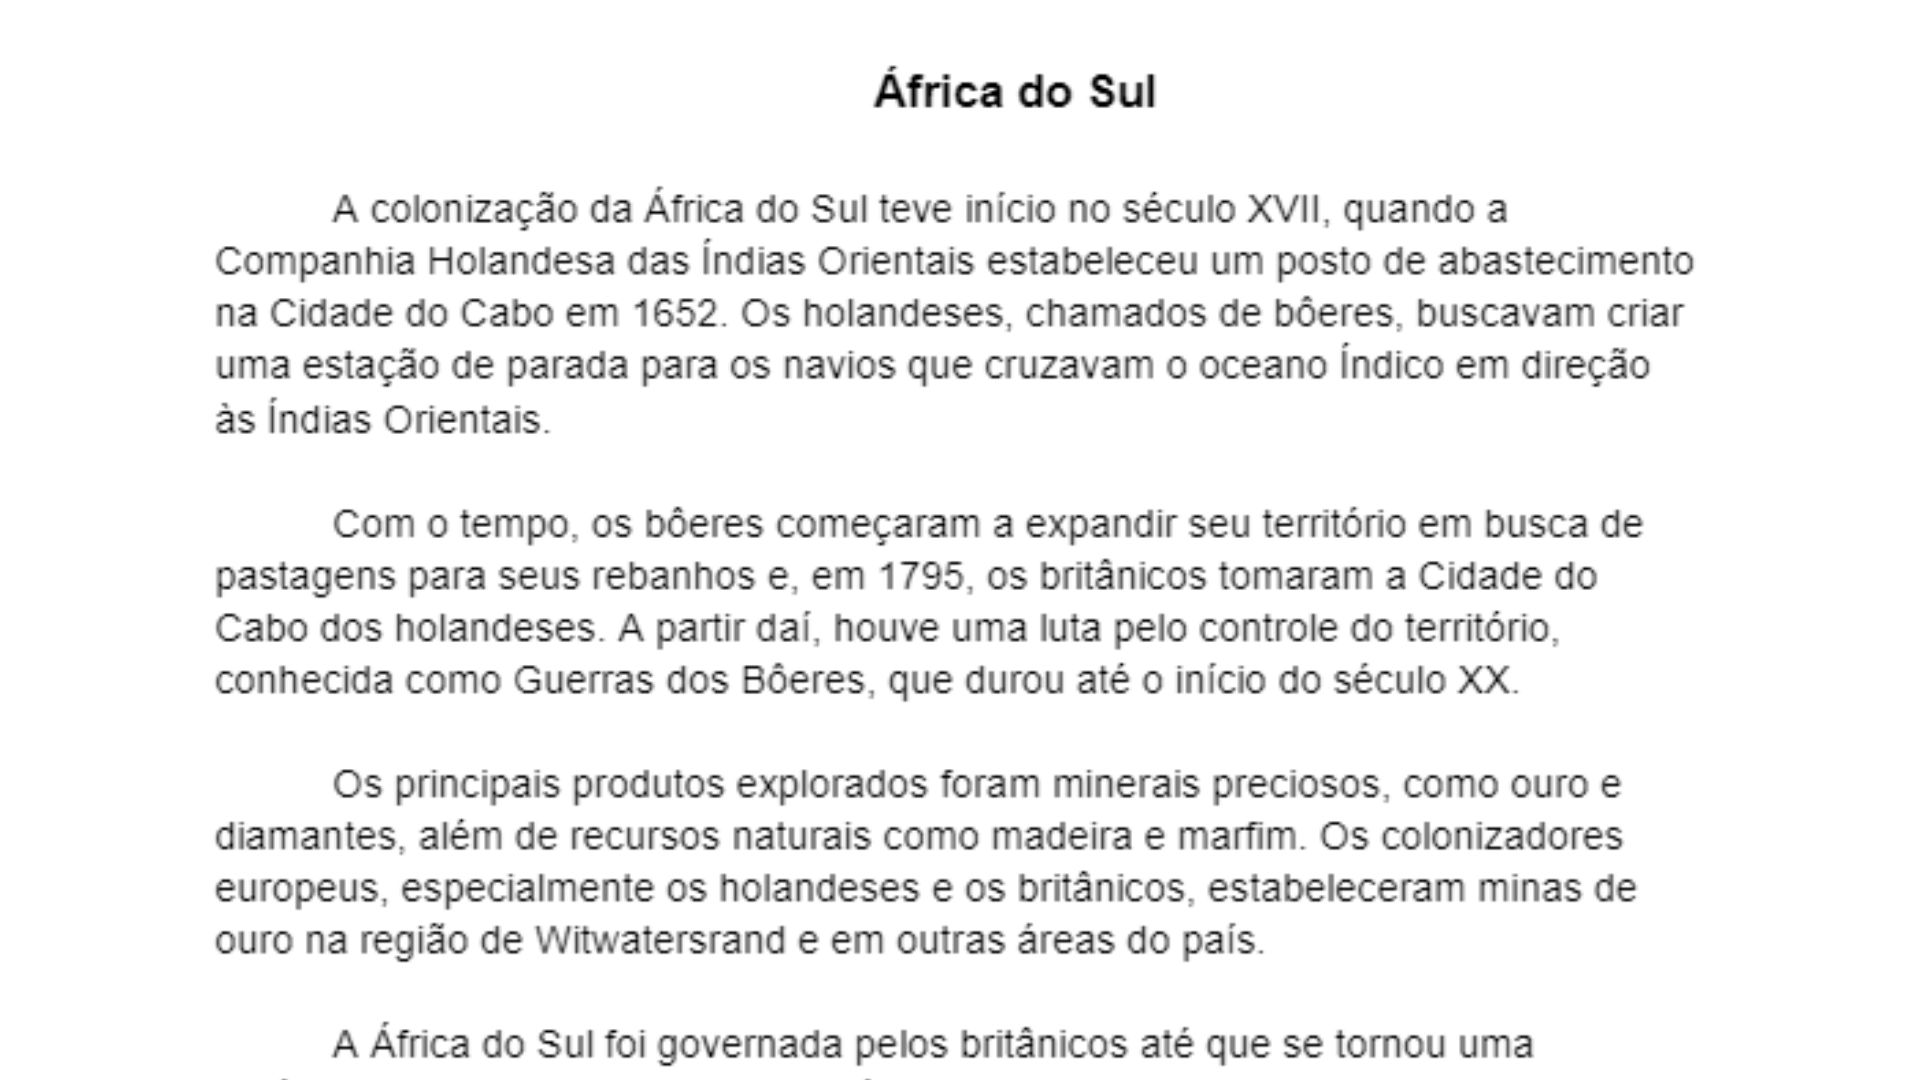 África do Sul
A colonização da África do Sul teve início no século XVII, quando a
Companhia Holandesa das Índias Orientais estabeleceu um posto de abastecimento
na Cidade do Cabo em 1652. Os holandeses, chamados de bôeres, buscavam criar
uma estação de parada para os navios que cruzavam o oceano Índico em direção
às Índias Orientais.
Com o tempo, os bôeres começaram a expandir seu território em busca de
pastagens para seus rebanhos e, em 1795, os britânicos tomaram a Cidade do
Cabo dos holandeses. A partir daí, houve uma luta pelo controle do território,
conhecida como Guerras dos Bôeres, que durou até o início do século XX.
Os principais produtos explorados foram minerais preciosos, como ouro e
diamantes, além de recursos naturais como madeira e marfim. Os colonizadores
europeus, especialmente os holandeses e os britânicos, estabeleceram minas de
ouro na região de Witwatersrand e em outras áreas do país.
A África do Sul foi governada pelos britânicos até que se tornou uma